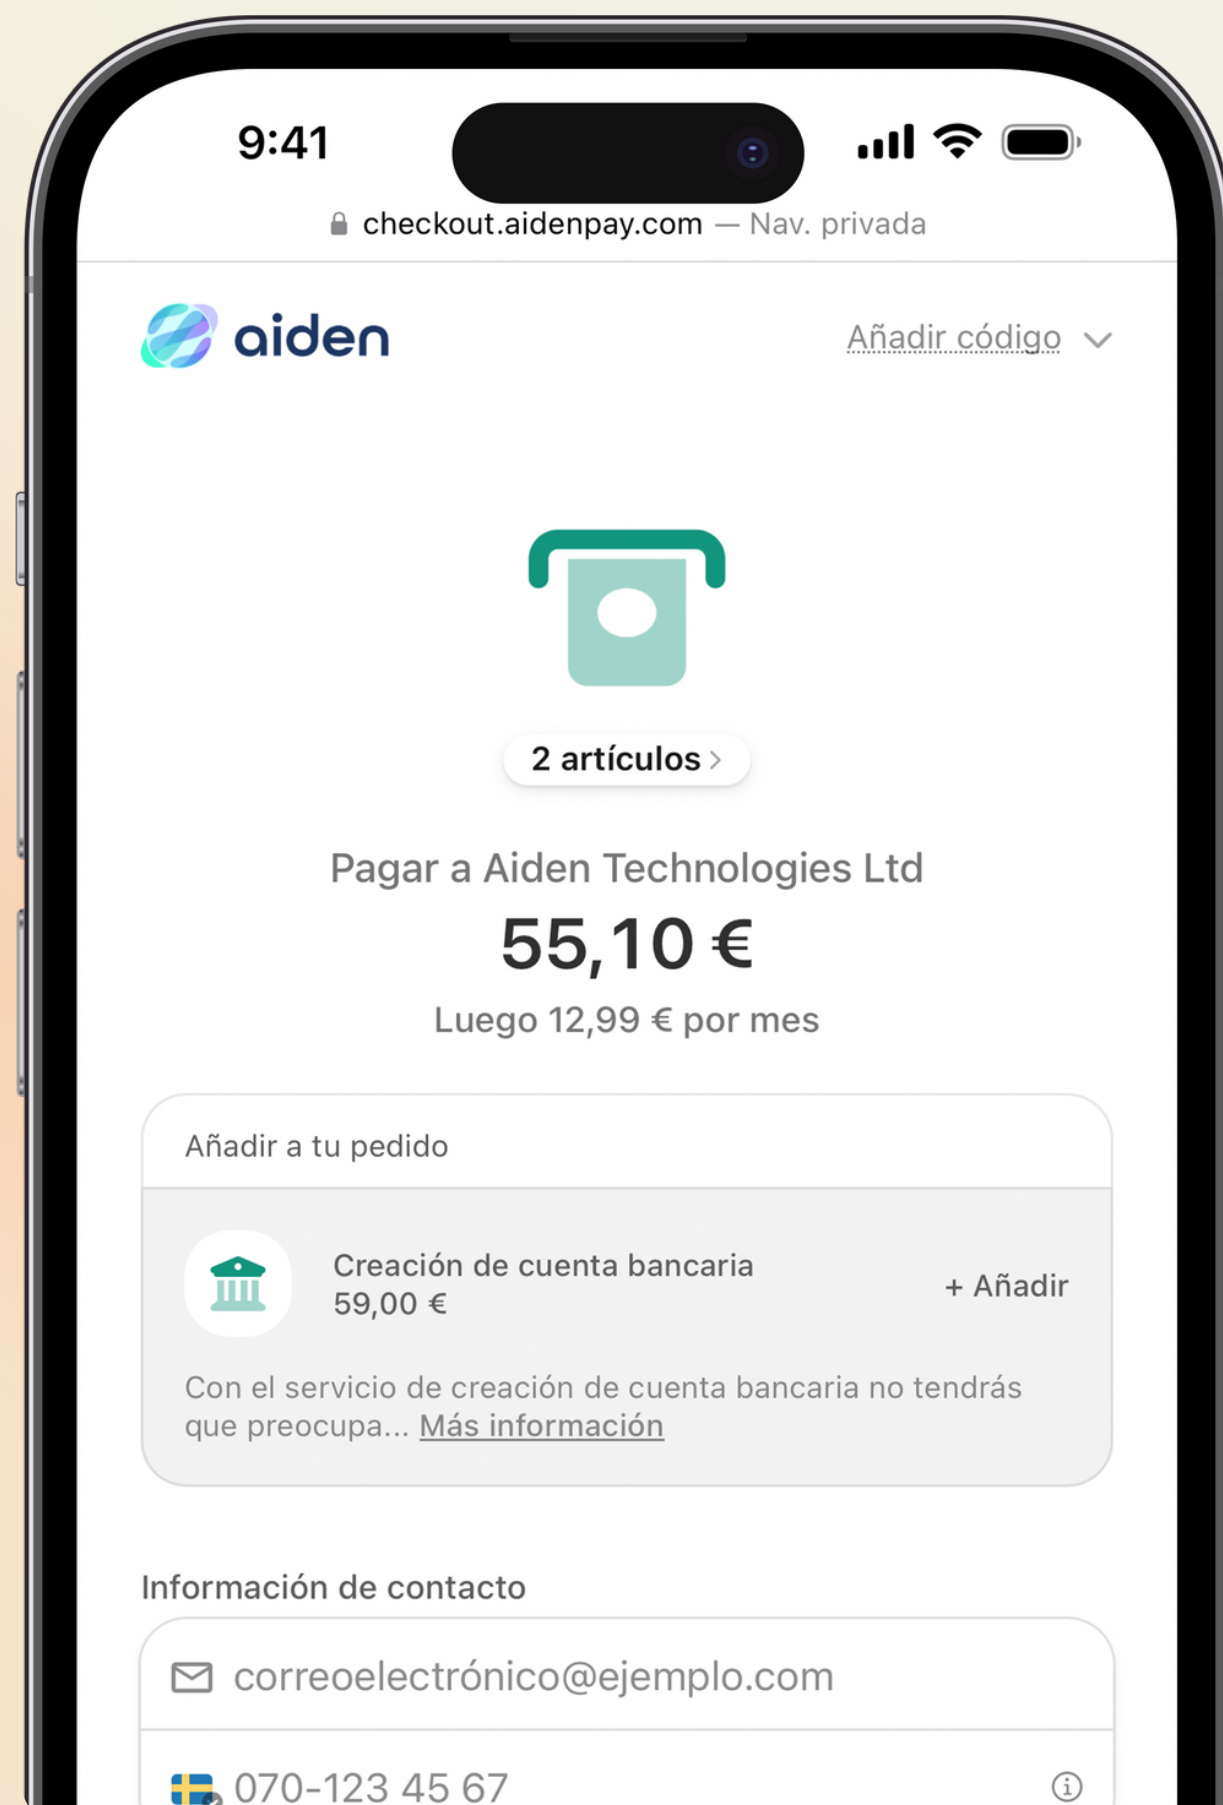 9:41
checkout.aidenpay.com — Nav. privada
aiden
Añadir código
2 artículos
Pagar a Aiden Technologies Ltd
55,10 €
Luego 12,99 € por mes
Añadir a tu pedido
Creación de cuenta bancaria
59,00 €
+ Añadir
Con el servicio de creación de cuenta bancaria no tendrás
que preocupa... Más información
Información de contacto
correoelectrónico@ejemplo.com
070-123 45 67